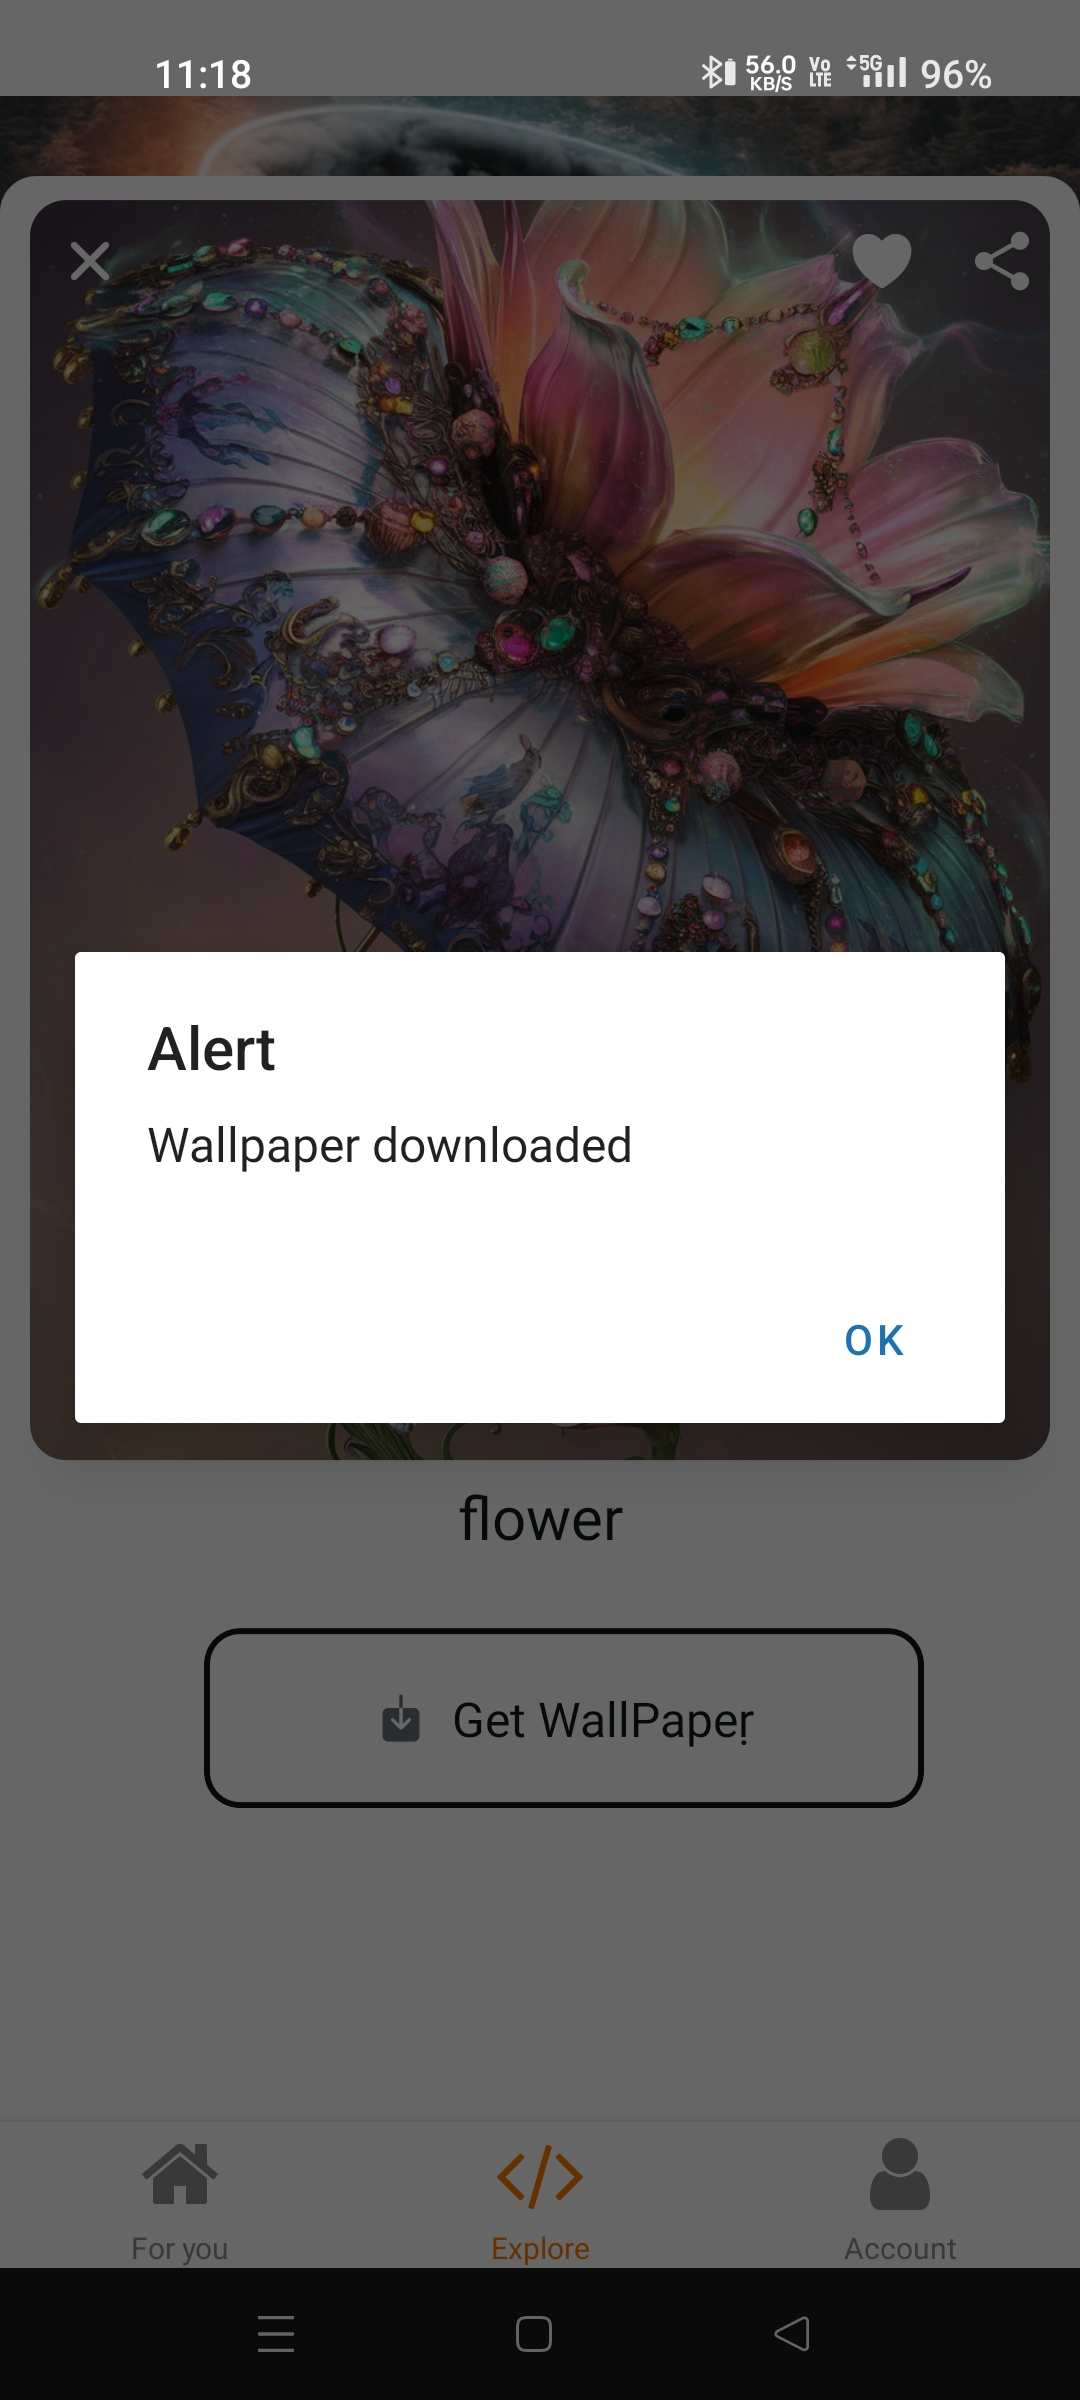 11:18
56.0 KB/S Vo LTE 5G 96%
Alert
Wallpaper downloaded
OK
flower
Get WallPapeṛ
For you Explore Account